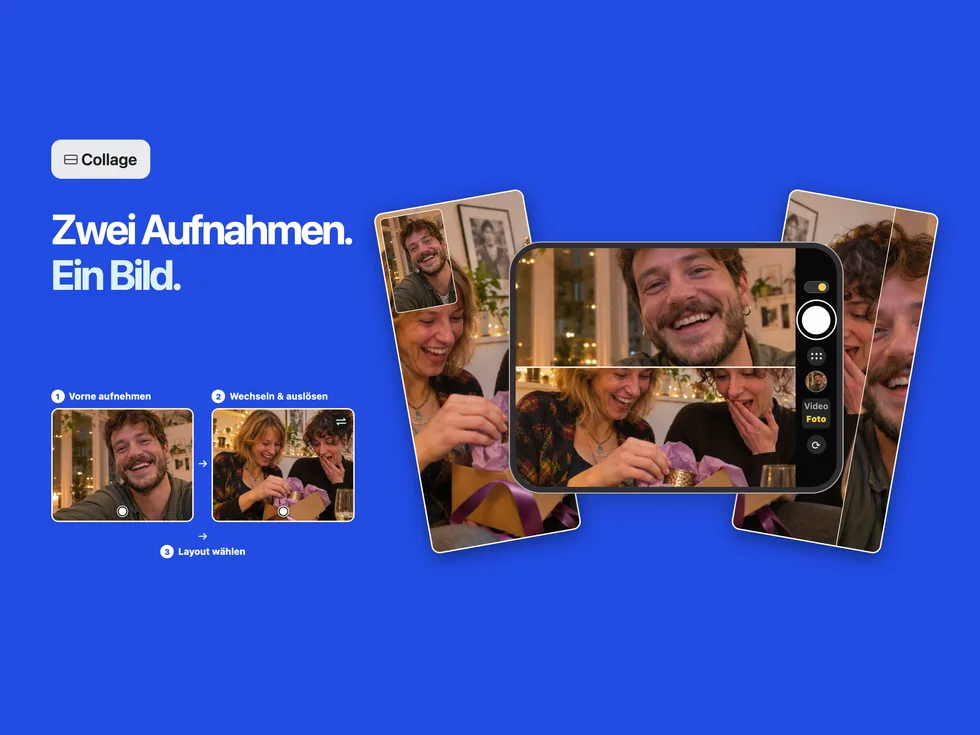 Collage
Zwei Aufnahmen.
Ein Bild.
1 Vorne aufnehmen
2 Wechseln & auslösen
3 Layout wählen
Video
Foto